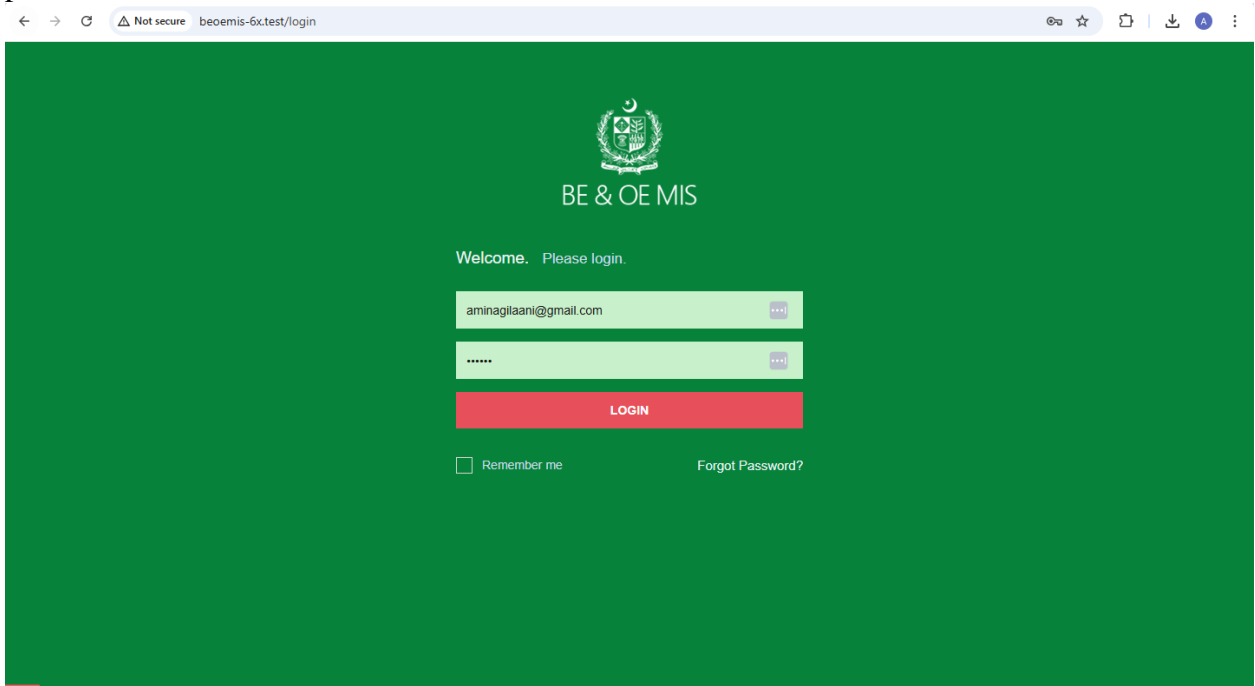 Not secure beoemis-6x.test/login
A
BE & OE MIS
Welcome. Please login.
aminagilaani@gmail.com
••••••
LOGIN
Remember me Forgot Password?